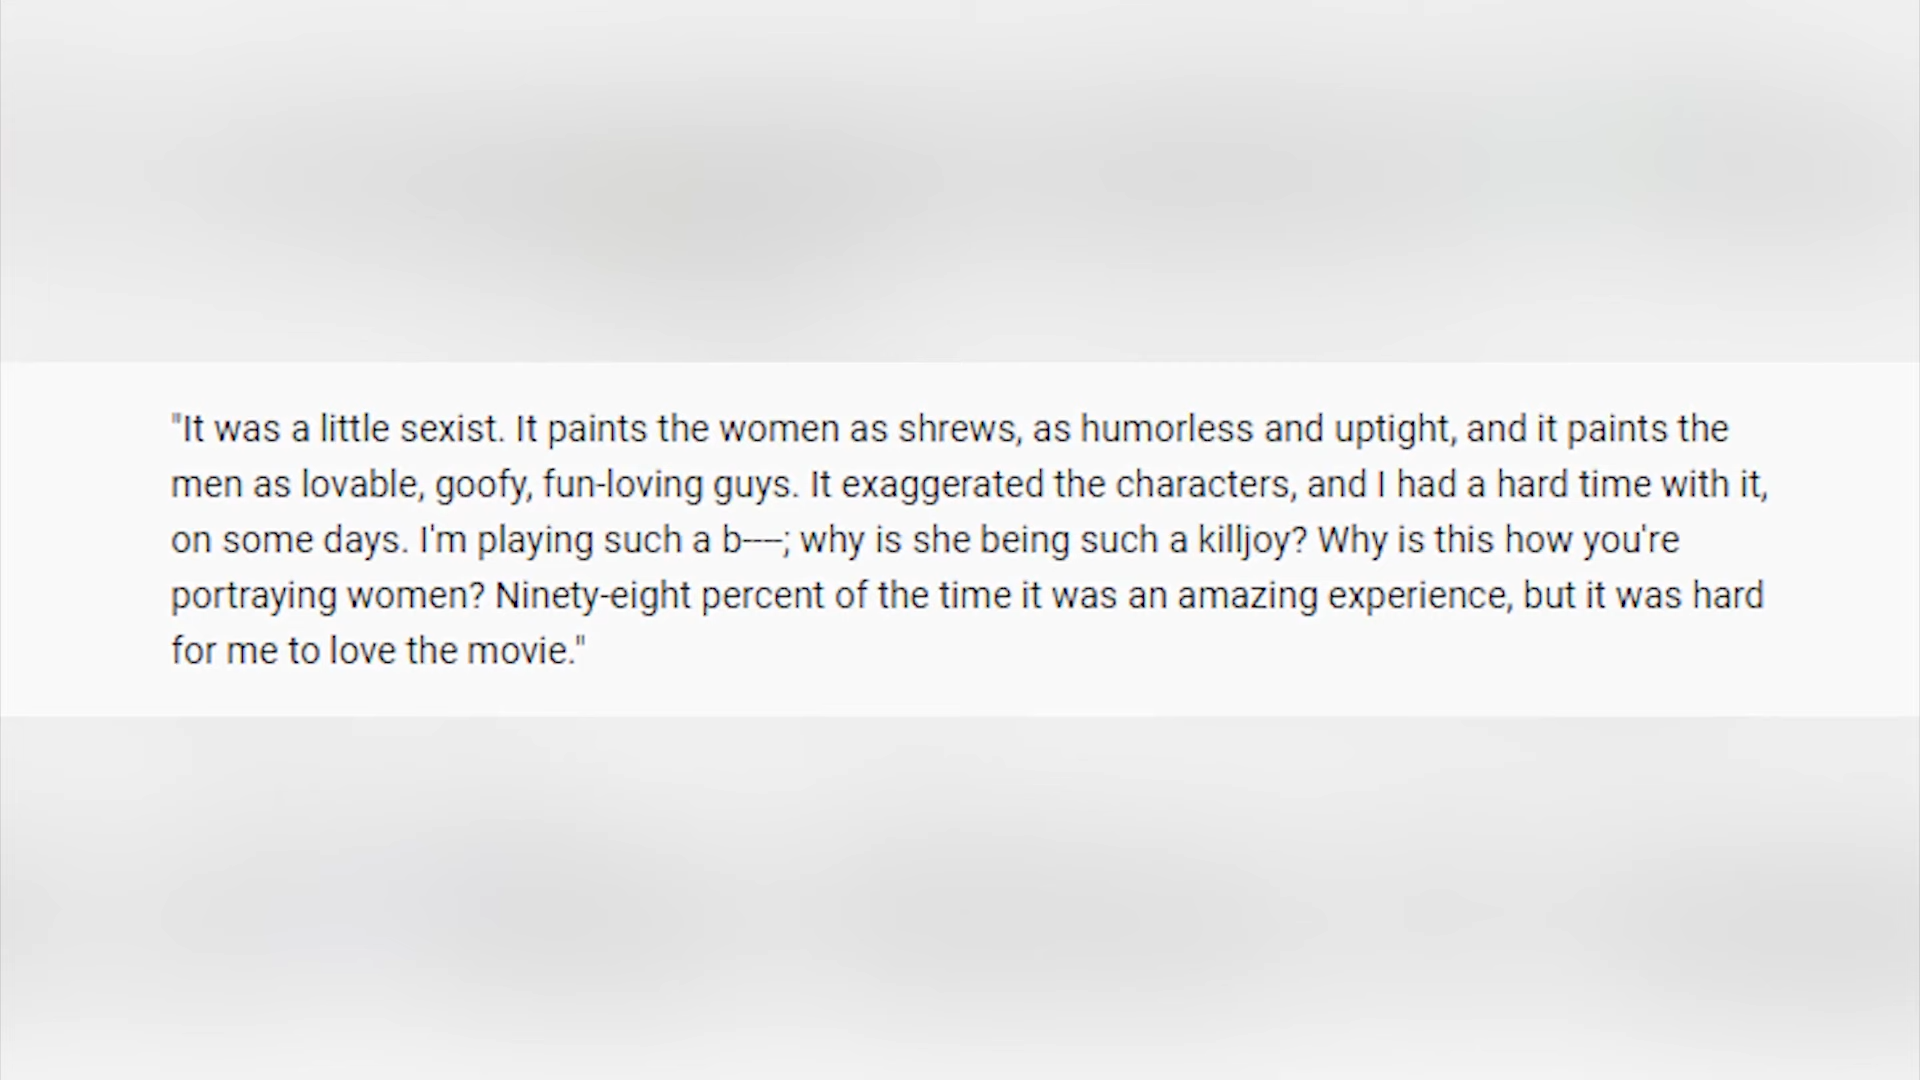 "It was a little sexist. It paints the women as shrews, as humorless and uptight, and it paints the
men as lovable, goofy, fun-loving guys. It exaggerated the characters, and I had a hard time with it,
on some days. I'm playing such a b----; why is she being such a killjoy? Why is this how you're
portraying women? Ninety-eight percent of the time it was an amazing experience, but it was hard
for me to love the movie."